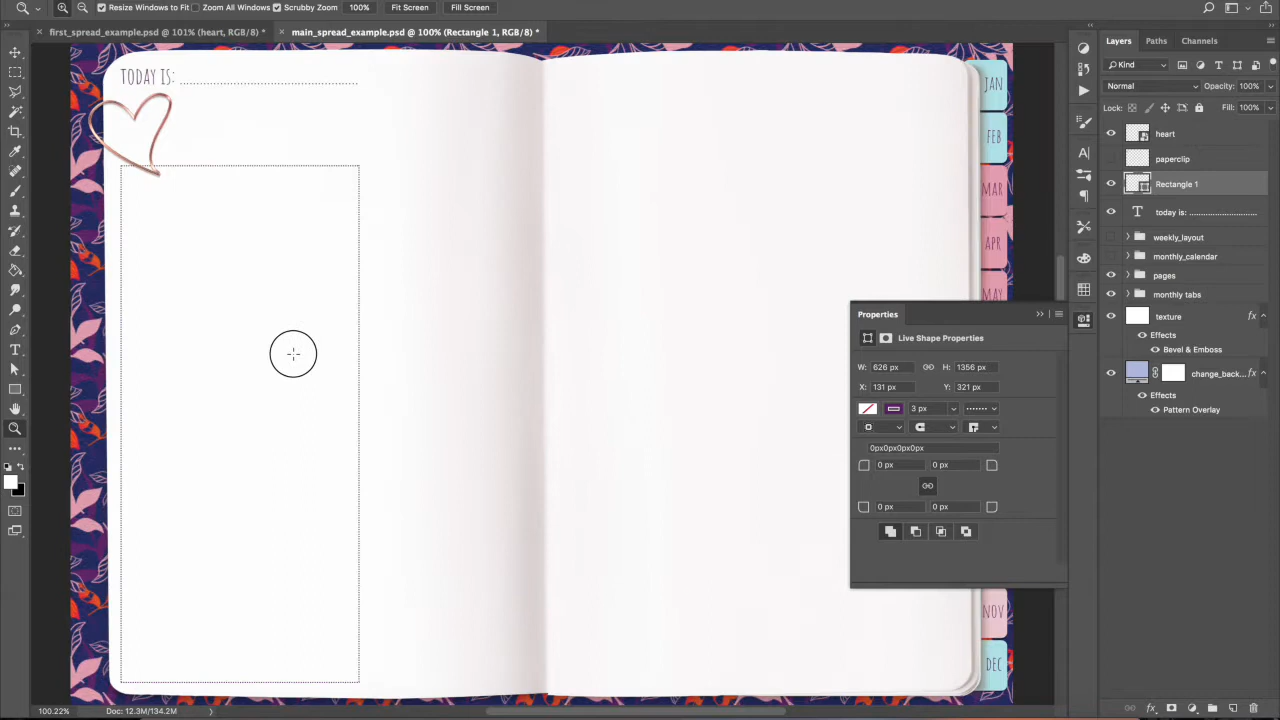 Resize Windows to Fit Zoom All Windows Scrubby Zoom 100% Fit Screen Fill Screen
first_spread_example.psd @ 101% (heart, RGB/8) *
main_spread_example.psd @ 100% (Rectangle 1, RGB/8) *
TODAY IS: ..................................................
JAN
FEB
MAR
APR
MAY
NOV
DEC
Properties
Live Shape Properties
W: 626 px H: 1356 px
X: 131 px Y: 321 px
3 px
0px0px0px0px
0 px 0 px
0 px 0 px
Layers Paths Channels
Kind
Normal Opacity: 100%
Lock: Fill: 100%
heart
paperclip
Rectangle 1
today is: ........................
weekly_layout
monthly_calendar
pages
monthly tabs
texture fx
Effects
Bevel & Emboss
change_back... fx
Effects
Pattern Overlay
100.22% Doc: 12.3M/134.2M
fx